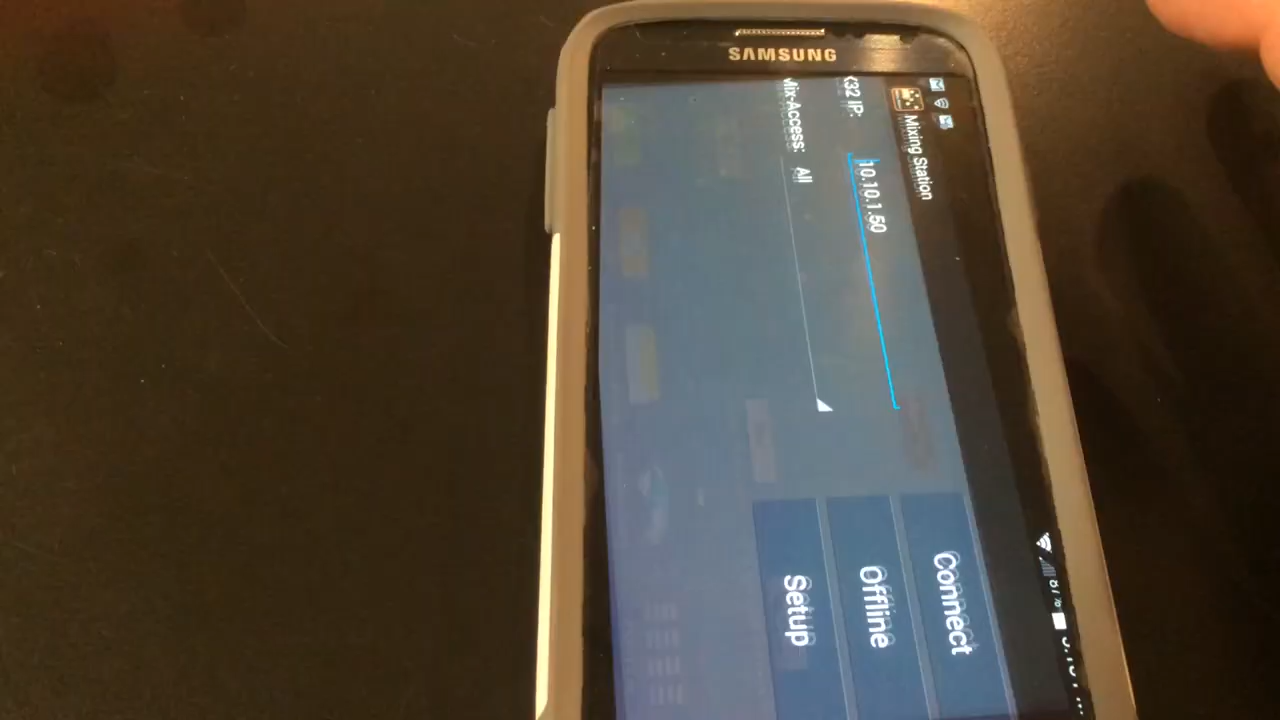 SAMSUNG
Mixing Station
X32 IP: 10.10.1.50
Mix-Access: All
Connect
Offline
Setup